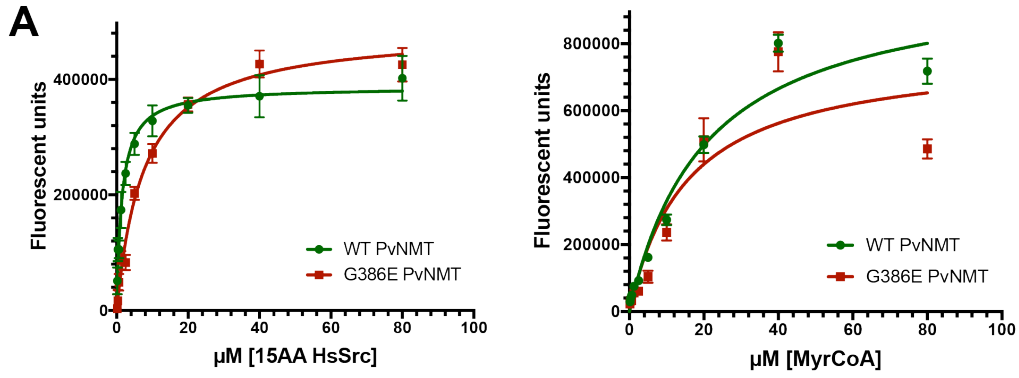 A
Fluorescent units
400000
200000
0
0 20 40 60 80 100
µM [15AA HsSrc]
WT PvNMT
G386E PvNMT
Fluorescent units
800000
600000
400000
200000
0
0 20 40 60 80 100
µM [MyrCoA]
WT PvNMT
G386E PvNMT